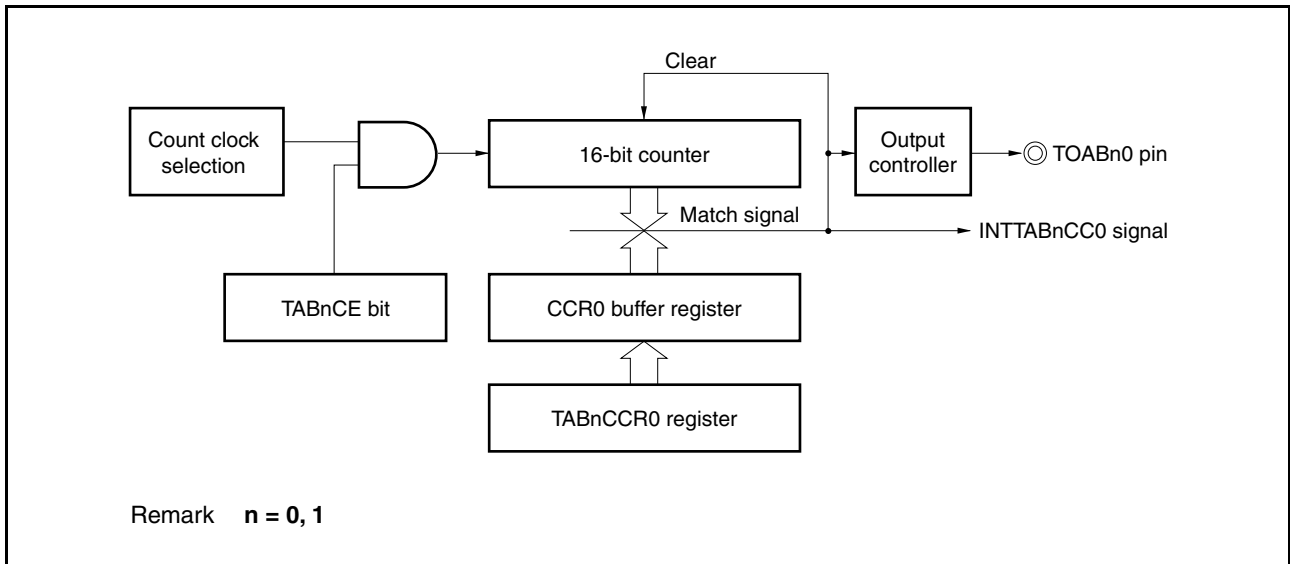 Clear
Count clock
selection
16-bit counter
Output
controller
TOABn0 pin
Match signal
INTTABnCC0 signal
TABnCE bit
CCR0 buffer register
TABnCCR0 register
Remark n = 0, 1